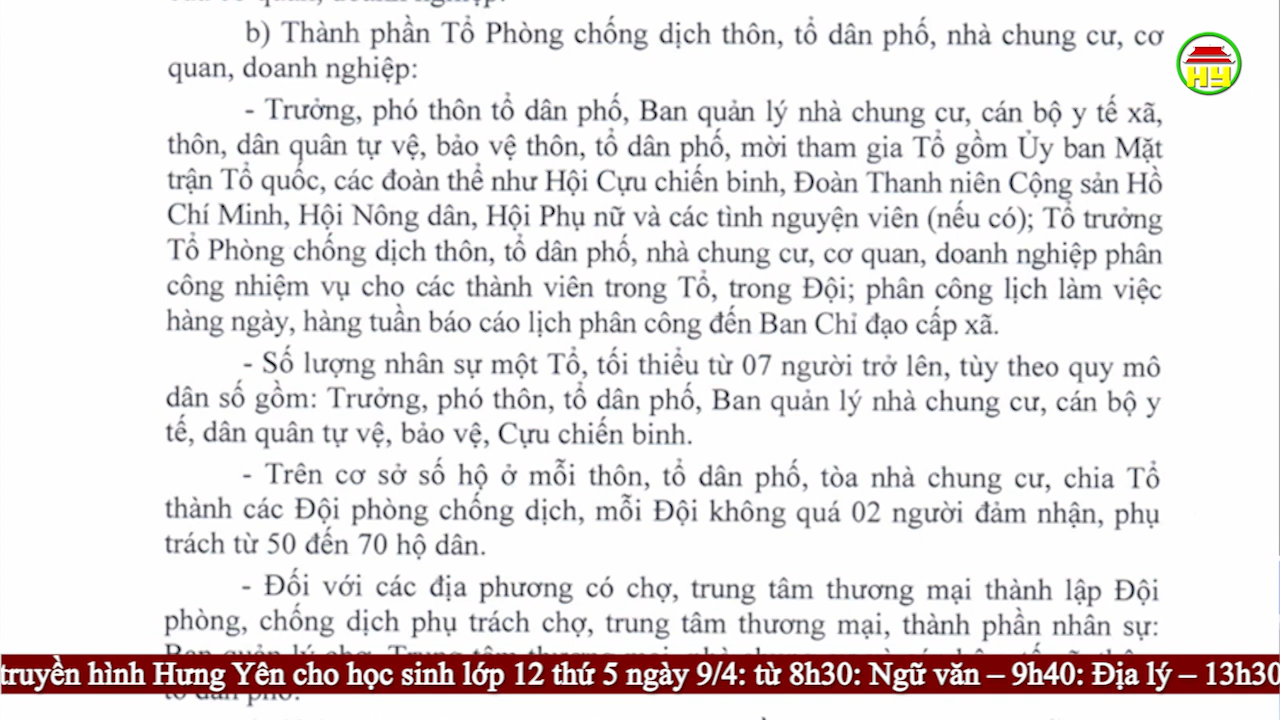 b) Thành phần Tổ Phòng chống dịch thôn, tổ dân phố, nhà chung cư, cơ
quan, doanh nghiệp:
- Trưởng, phó thôn tổ dân phố, Ban quản lý nhà chung cư, cán bộ y tế xã,
thôn, dân quân tự vệ, bảo vệ thôn, tổ dân phố, mời tham gia Tổ gồm Ủy ban Mặt
trận Tổ quốc, các đoàn thể như Hội Cựu chiến binh, Đoàn Thanh niên Cộng sản Hồ
Chí Minh, Hội Nông dân, Hội Phụ nữ và các tình nguyện viên (nếu có); Tổ trưởng
Tổ Phòng chống dịch thôn, tổ dân phố, nhà chung cư, cơ quan, doanh nghiệp phân
công nhiệm vụ cho các thành viên trong Tổ, trong Đội; phân công lịch làm việc
hàng ngày, hàng tuần báo cáo lịch phân công đến Ban Chỉ đạo cấp xã.
- Số lượng nhân sự một Tổ, tối thiểu từ 07 người trở lên, tùy theo quy mô
dân số gồm: Trưởng, phó thôn, tổ dân phố, Ban quản lý nhà chung cư, cán bộ y
tế, dân quân tự vệ, bảo vệ, Cựu chiến binh.
- Trên cơ sở số hộ ở mỗi thôn, tổ dân phố, tòa nhà chung cư, chia Tổ
thành các Đội phòng chống dịch, mỗi Đội không quá 02 người đảm nhận, phụ
trách từ 50 đến 70 hộ dân.
- Đối với các địa phương có chợ, trung tâm thương mại thành lập Đội
phòng, chống dịch phụ trách chợ, trung tâm thương mại, thành phần nhân sự:
truyền hình Hưng Yên cho học sinh lớp 12 thứ 5 ngày 9/4: từ 8h30: Ngữ văn – 9h40: Địa lý – 13h30
tổ dân phố.
HY